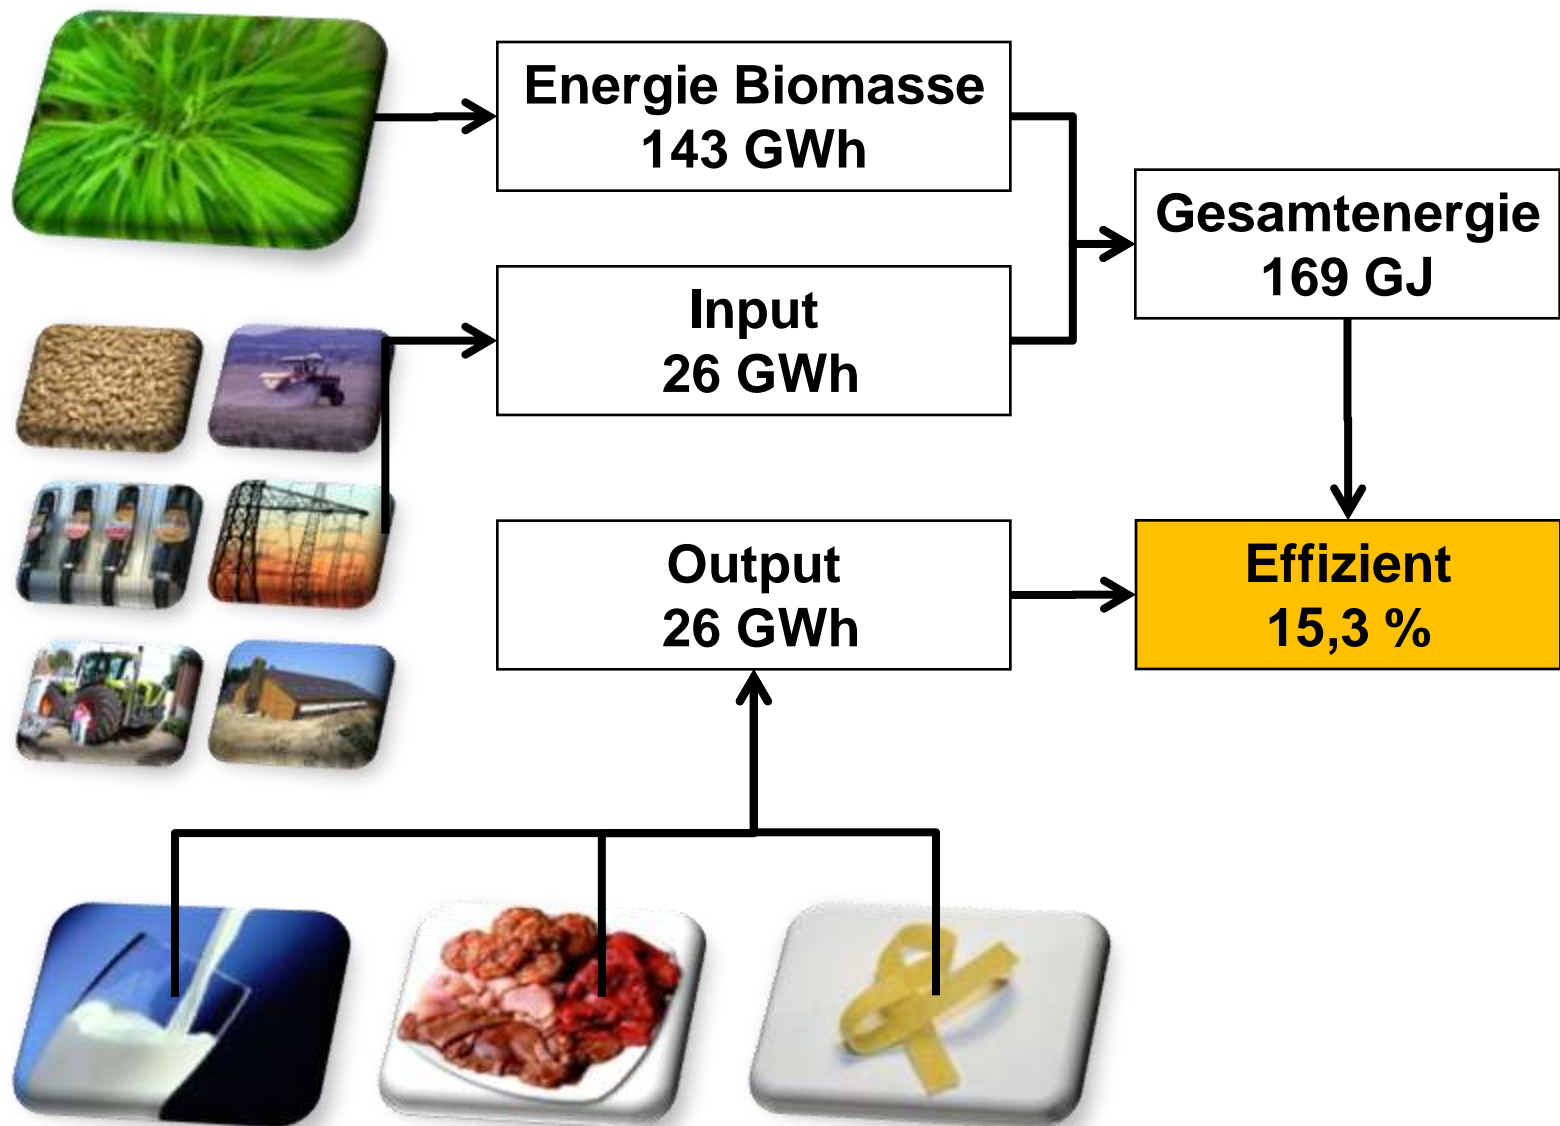 Energie Biomasse
143 GWh
Gesamtenergie
169 GJ
Input
26 GWh
Output
26 GWh
Effizient
15,3 %